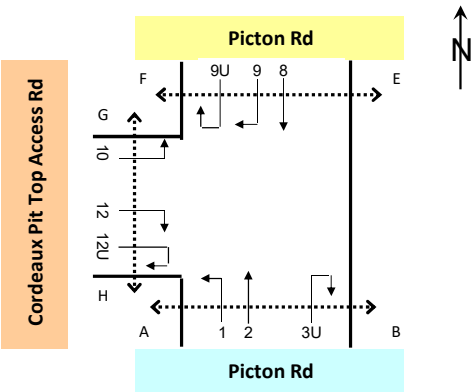 Picton Rd
N
F
9U
9
8
E
G
10
Cordeaux Pit Top Access Rd
12
12U
H
A
1
2
3U
B
Picton Rd